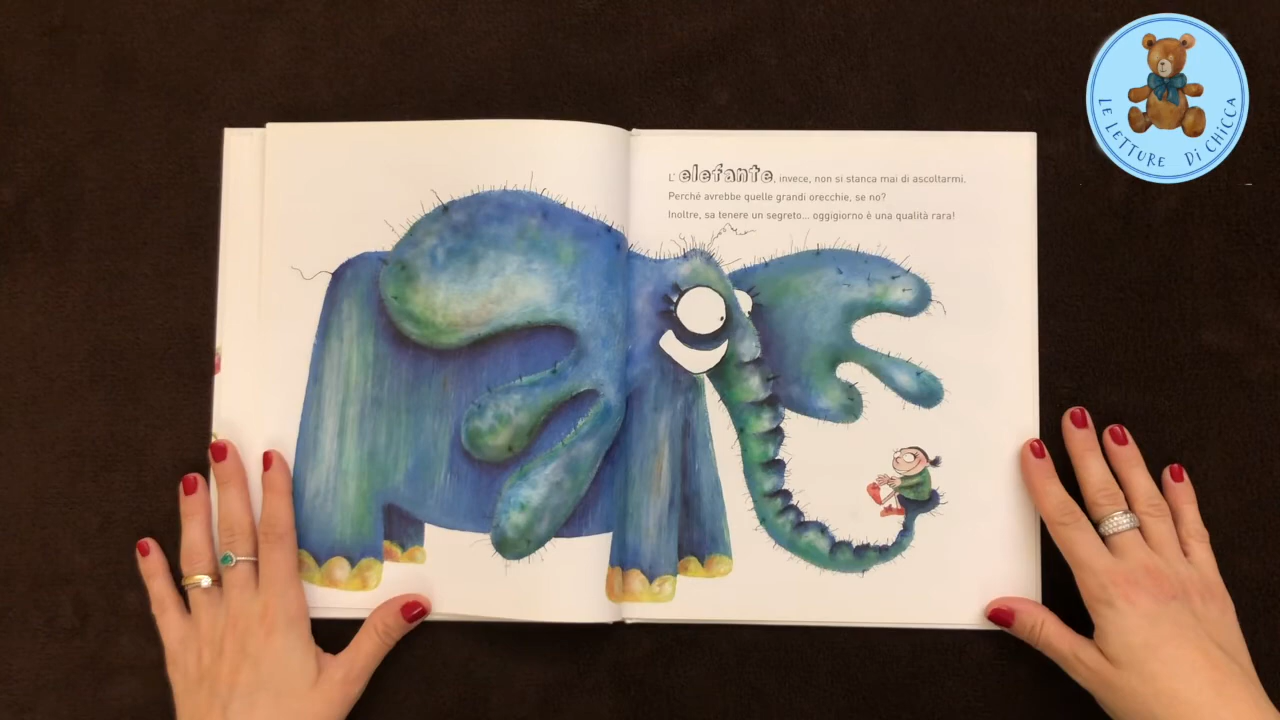 L' elefante, invece, non si stanca mai di ascoltarmi.
Perché avrebbe quelle grandi orecchie, se no?
Inoltre, sa tenere un segreto... oggigiorno è una qualità rara!
LE LETTURE Di CHiCCA